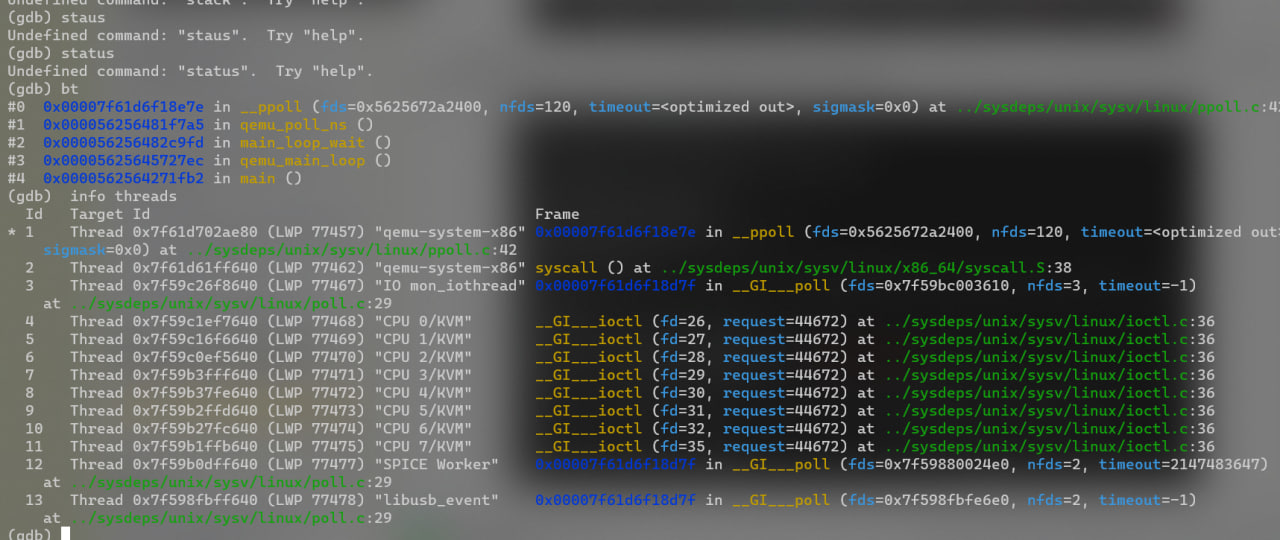 Undefined command: "stack".  Try "help".
(gdb) staus
Undefined command: "staus".  Try "help".
(gdb) status
Undefined command: "status".  Try "help".
(gdb) bt
#0  0x00007f61d6f18e7e in __ppoll (fds=0x5625672a2400, nfds=120, timeout=<optimized out>, sigmask=0x0) at ../sysdeps/unix/sysv/linux/ppoll.c:42
#1  0x000056256481f7a5 in qemu_poll_ns ()
#2  0x000056256482c9fd in main_loop_wait ()
#3  0x00005625645727ec in qemu_main_loop ()
#4  0x0000562564271fb2 in main ()
(gdb)  info threads
  Id   Target Id                                            Frame
* 1    Thread 0x7f61d702ae80 (LWP 77457) "qemu-system-x86" 0x00007f61d6f18e7e in __ppoll (fds=0x5625672a2400, nfds=120, timeout=<optimized out>
    sigmask=0x0) at ../sysdeps/unix/sysv/linux/ppoll.c:42
  2    Thread 0x7f61d61ff640 (LWP 77462) "qemu-system-x86" syscall () at ../sysdeps/unix/sysv/linux/x86_64/syscall.S:38
  3    Thread 0x7f59c26f8640 (LWP 77467) "IO mon_iothread" 0x00007f61d6f18d7f in __GI___poll (fds=0x7f59bc003610, nfds=3, timeout=-1)
    at ../sysdeps/unix/sysv/linux/poll.c:29
  4    Thread 0x7f59c1ef7640 (LWP 77468) "CPU 0/KVM"       __GI___ioctl (fd=26, request=44672) at ../sysdeps/unix/sysv/linux/ioctl.c:36
  5    Thread 0x7f59c16f6640 (LWP 77469) "CPU 1/KVM"       __GI___ioctl (fd=27, request=44672) at ../sysdeps/unix/sysv/linux/ioctl.c:36
  6    Thread 0x7f59c0ef5640 (LWP 77470) "CPU 2/KVM"       __GI___ioctl (fd=28, request=44672) at ../sysdeps/unix/sysv/linux/ioctl.c:36
  7    Thread 0x7f59b3fff640 (LWP 77471) "CPU 3/KVM"       __GI___ioctl (fd=29, request=44672) at ../sysdeps/unix/sysv/linux/ioctl.c:36
  8    Thread 0x7f59b37fe640 (LWP 77472) "CPU 4/KVM"       __GI___ioctl (fd=30, request=44672) at ../sysdeps/unix/sysv/linux/ioctl.c:36
  9    Thread 0x7f59b2ffd640 (LWP 77473) "CPU 5/KVM"       __GI___ioctl (fd=31, request=44672) at ../sysdeps/unix/sysv/linux/ioctl.c:36
  10   Thread 0x7f59b27fc640 (LWP 77474) "CPU 6/KVM"       __GI___ioctl (fd=32, request=44672) at ../sysdeps/unix/sysv/linux/ioctl.c:36
  11   Thread 0x7f59b1ffb640 (LWP 77475) "CPU 7/KVM"       __GI___ioctl (fd=35, request=44672) at ../sysdeps/unix/sysv/linux/ioctl.c:36
  12   Thread 0x7f59b0dff640 (LWP 77477) "SPICE Worker"    0x00007f61d6f18d7f in __GI___poll (fds=0x7f59880024e0, nfds=2, timeout=2147483647)
    at ../sysdeps/unix/sysv/linux/poll.c:29
  13   Thread 0x7f598fbff640 (LWP 77478) "libusb_event"    0x00007f61d6f18d7f in __GI___poll (fds=0x7f598fbfe6e0, nfds=2, timeout=-1)
    at ../sysdeps/unix/sysv/linux/poll.c:29
(gdb)